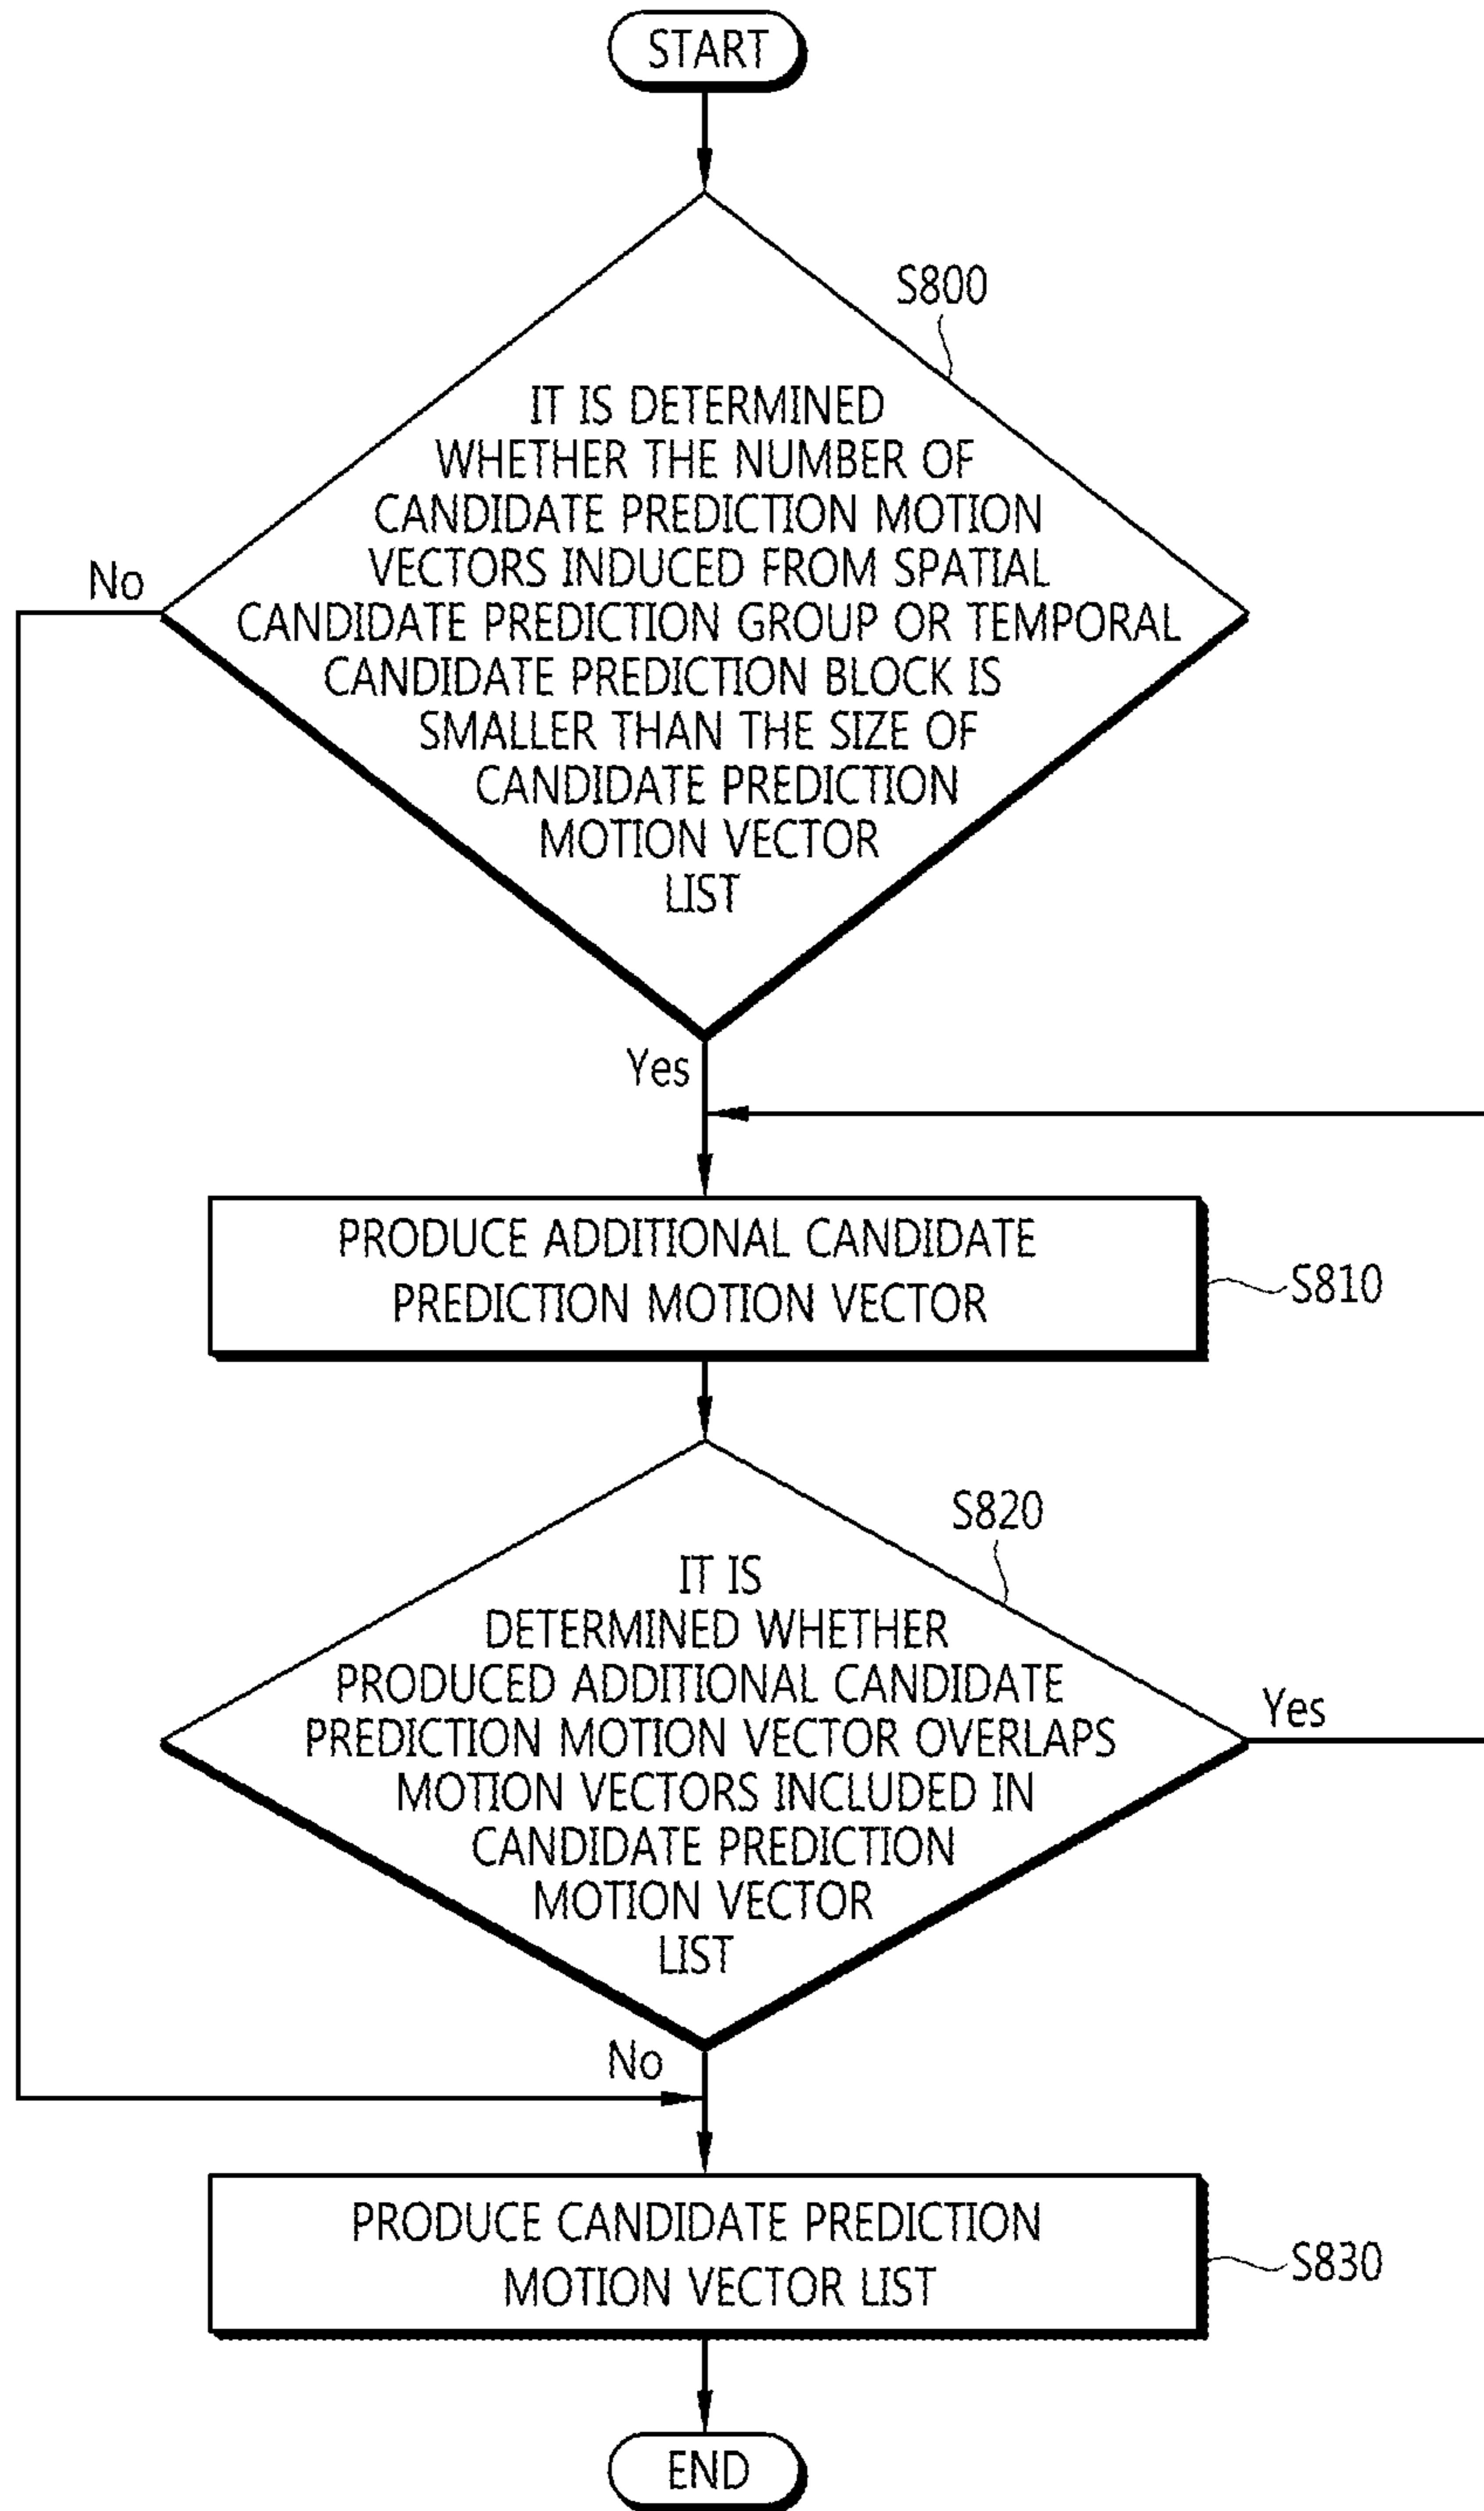 START
S800
IT IS DETERMINED
WHETHER THE NUMBER OF
CANDIDATE PREDICTION MOTION
VECTORS INDUCED FROM SPATIAL
CANDIDATE PREDICTION GROUP OR TEMPORAL
CANDIDATE PREDICTION BLOCK IS
SMALLER THAN THE SIZE OF
CANDIDATE PREDICTION
MOTION VECTOR
LIST
No
Yes
PRODUCE ADDITIONAL CANDIDATE
PREDICTION MOTION VECTOR
S810
S820
IT IS
DETERMINED WHETHER
PRODUCED ADDITIONAL CANDIDATE
PREDICTION MOTION VECTOR OVERLAPS
MOTION VECTORS INCLUDED IN
CANDIDATE PREDICTION
MOTION VECTOR
LIST
Yes
No
PRODUCE CANDIDATE PREDICTION
MOTION VECTOR LIST
S830
END